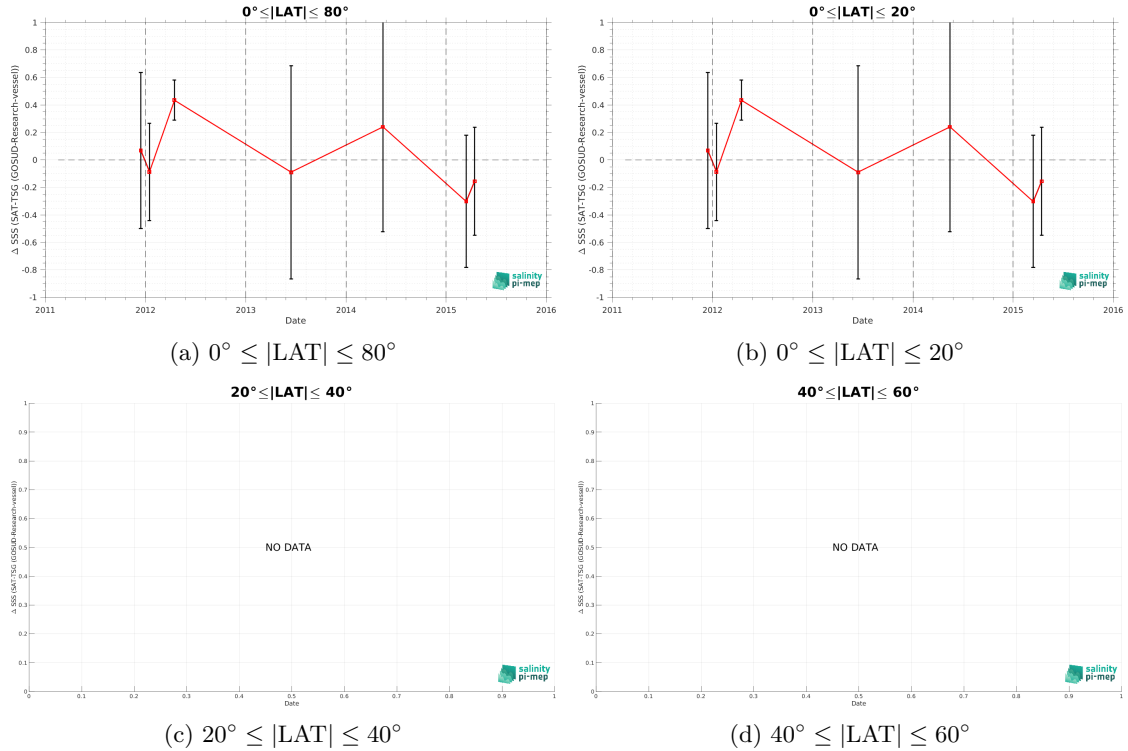 0°≤|LAT|≤ 80°
Δ SSS (SAT-TSG (GOSUD-Research-vessel))
1
0.8
0.6
0.4
0.2
0
-0.2
-0.4
-0.6
-0.8
-1
2011 2012 2013 2014 2015 2016
Date
salinity
pi-mep
(a) 0° ≤ |LAT| ≤ 80°
0°≤|LAT|≤ 20°
Δ SSS (SAT-TSG (GOSUD-Research-vessel))
1
0.8
0.6
0.4
0.2
0
-0.2
-0.4
-0.6
-0.8
-1
2011 2012 2013 2014 2015 2016
Date
salinity
pi-mep
(b) 0° ≤ |LAT| ≤ 20°
20°≤|LAT|≤ 40°
Δ SSS (SAT-TSG (GOSUD-Research-vessel))
1
0.9
0.8
0.7
0.6
0.5
0.4
0.3
0.2
0.1
0
NO DATA
0 0.1 0.2 0.3 0.4 0.5 0.6 0.7 0.8 0.9 1
Date
salinity
pi-mep
(c) 20° ≤ |LAT| ≤ 40°
40°≤|LAT|≤ 60°
Δ SSS (SAT-TSG (GOSUD-Research-vessel))
1
0.9
0.8
0.7
0.6
0.5
0.4
0.3
0.2
0.1
0
NO DATA
0 0.1 0.2 0.3 0.4 0.5 0.6 0.7 0.8 0.9 1
Date
salinity
pi-mep
(d) 40° ≤ |LAT| ≤ 60°